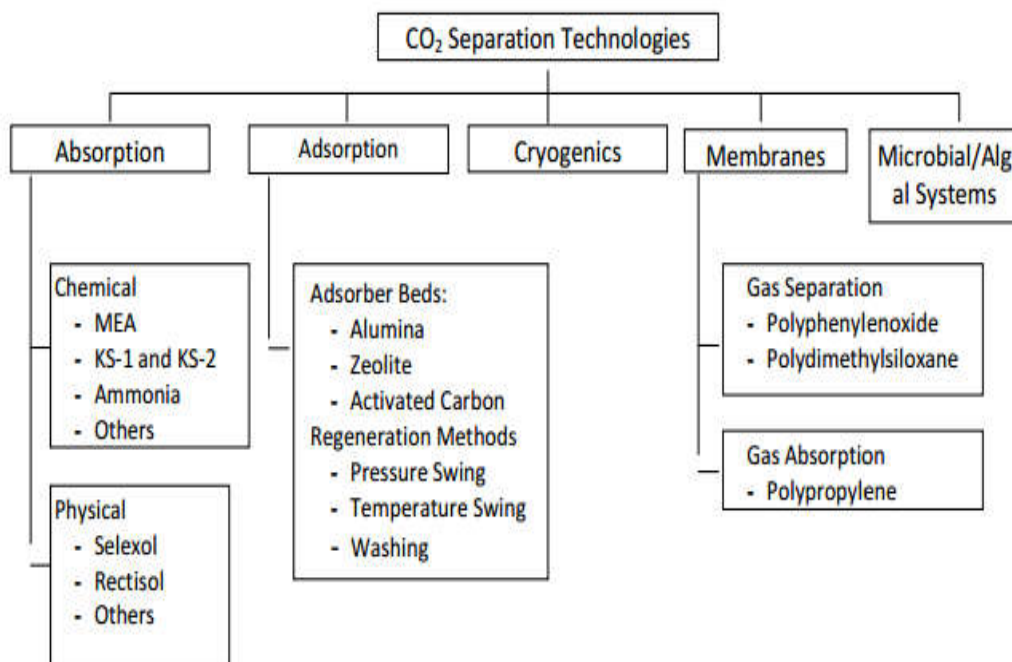 CO₂ Separation Technologies
Absorption
Adsorption
Cryogenics
Membranes
Microbial/Alg
al Systems
Chemical
- MEA
- KS-1 and KS-2
- Ammonia
- Others
Physical
- Selexol
- Rectisol
- Others
Adsorber Beds:
- Alumina
- Zeolite
- Activated Carbon
Regeneration Methods
- Pressure Swing
- Temperature Swing
- Washing
Gas Separation
- Polyphenylenoxide
- Polydimethylsiloxane
Gas Absorption
- Polypropylene